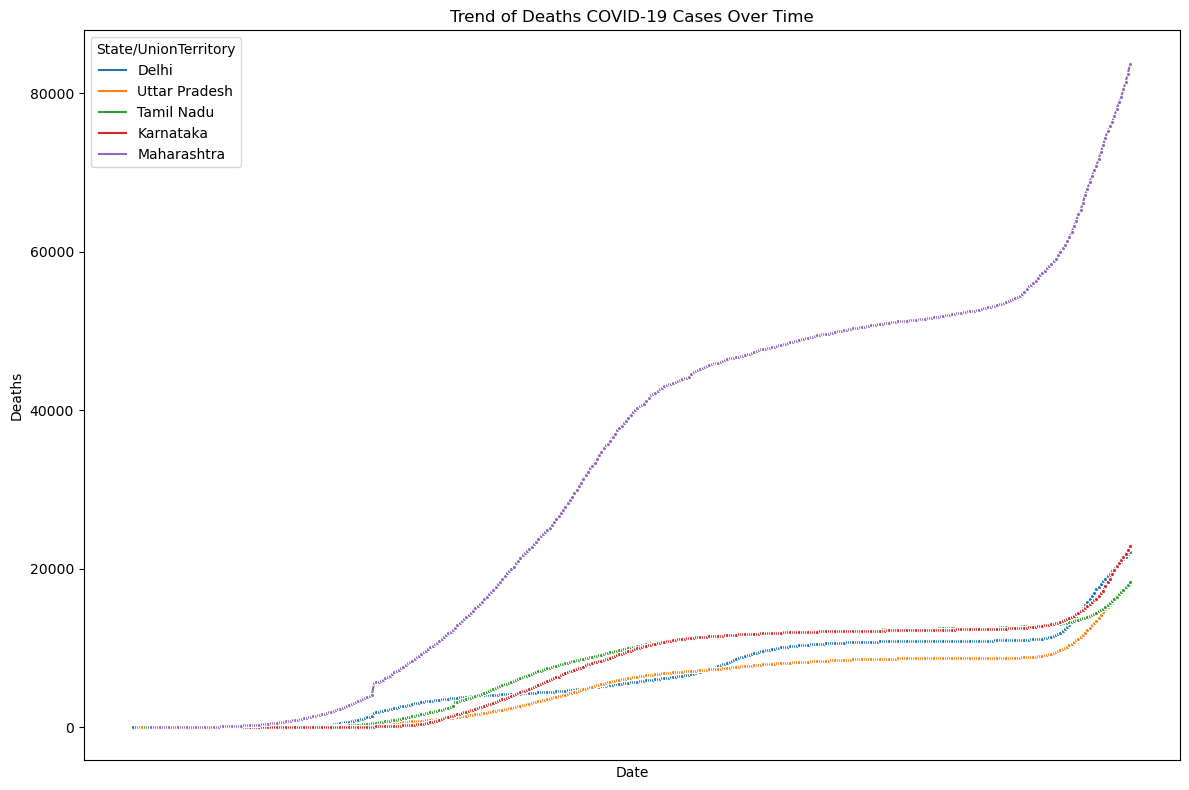 Trend of Deaths COVID-19 Cases Over Time
State/UnionTerritory
Delhi
Uttar Pradesh
Tamil Nadu
Karnataka
Maharashtra
80000
60000
40000
20000
0
Deaths
Date